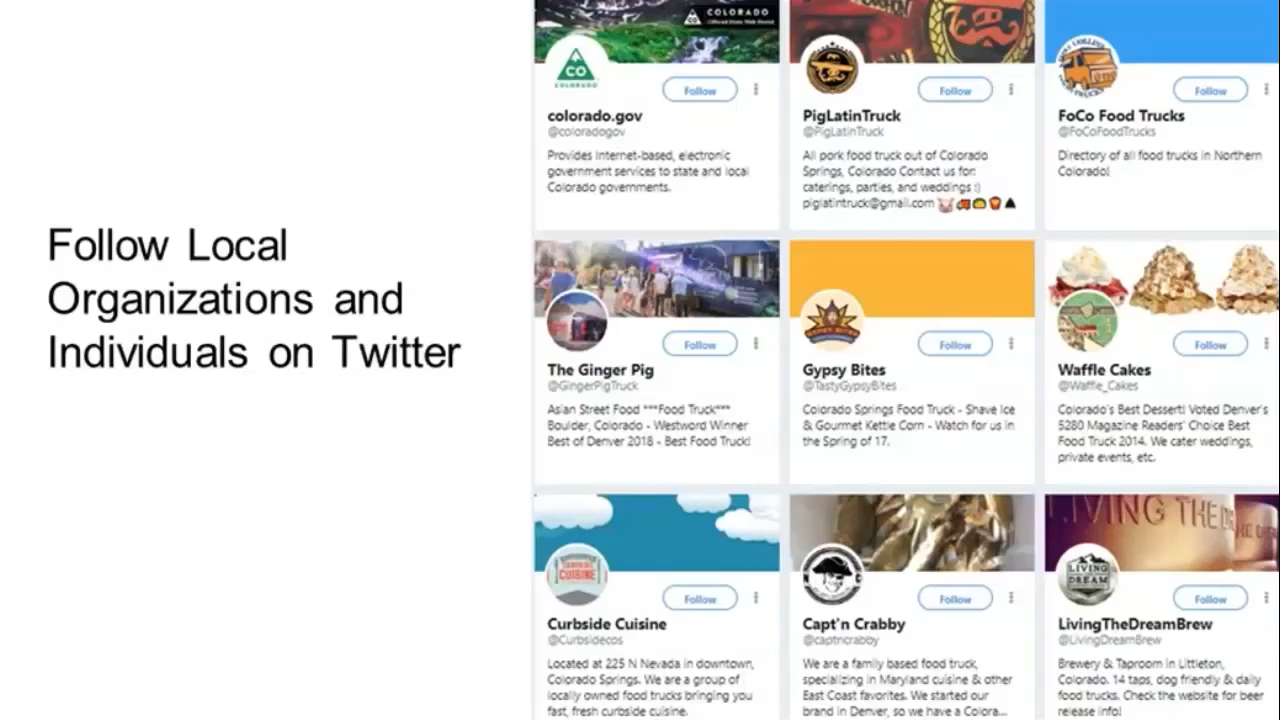 Follow Local
Organizations and
Individuals on Twitter
COLORADO
CO
COLORADO
Follow
colorado.gov
@coloradogov
Provides Internet-based, electronic
government services to state and local
Colorado governments.
Follow
PigLatinTruck
@PigLatinTruck
All pork food truck out of Colorado
Springs, Colorado Contact us for:
caterings, parties, and weddings :)
piglatintruck@gmail.com
Follow
FoCo Food Trucks
@FoCoFoodTrucks
Directory of all food trucks in Northern
Colorado!
Follow
The Ginger Pig
@GingerPigTruck
Asian Street Food ***Food Truck***
Boulder, Colorado - Westword Winner
Best of Denver 2018 - Best Food Truck!
GYPSY BITES
Follow
Gypsy Bites
@TastyGypsyBites
Colorado Springs Food Truck - Shave Ice
& Gourmet Kettle Corn - Watch for us in
the Spring of 17.
Follow
Waffle Cakes
@Waffle_Cakes
Colorado's Best Dessert! Voted Denver's
5280 Magazine Readers' Choice Best
Food Truck 2014. We cater weddings,
private events, etc.
CUISINE
Follow
Curbside Cuisine
@Curbsidecos
Located at 225 N Nevada in downtown,
Colorado Springs. We are a group of
locally owned food trucks bringing you
fast, fresh curbside cuisine.
Follow
Capt'n Crabby
@captncrabby
We are a family based food truck,
specializing in Maryland cuisine & other
East Coast favorites. We started our
brand in Denver, so we have a Colora...
LIVING THE
LIVING
DREAM
Follow
LivingTheDreamBrew
@LivingDreamBrew
Brewery & Taproom in Littleton,
Colorado. 14 taps, dog friendly & daily
food trucks. Check the website for beer
release info!